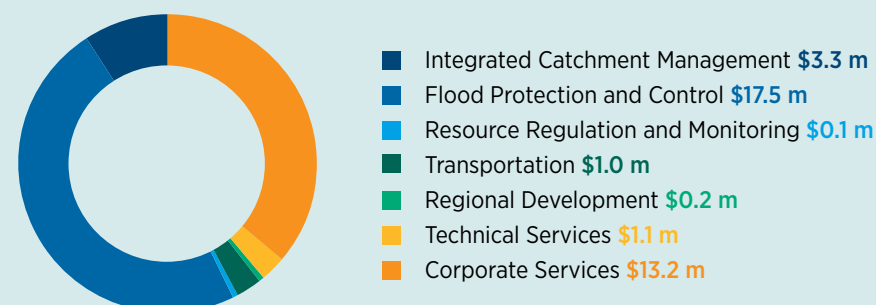 Integrated Catchment Management $3.3 m
Flood Protection and Control $17.5 m
Resource Regulation and Monitoring $0.1 m
Transportation $1.0 m
Regional Development $0.2 m
Technical Services $1.1 m
Corporate Services $13.2 m